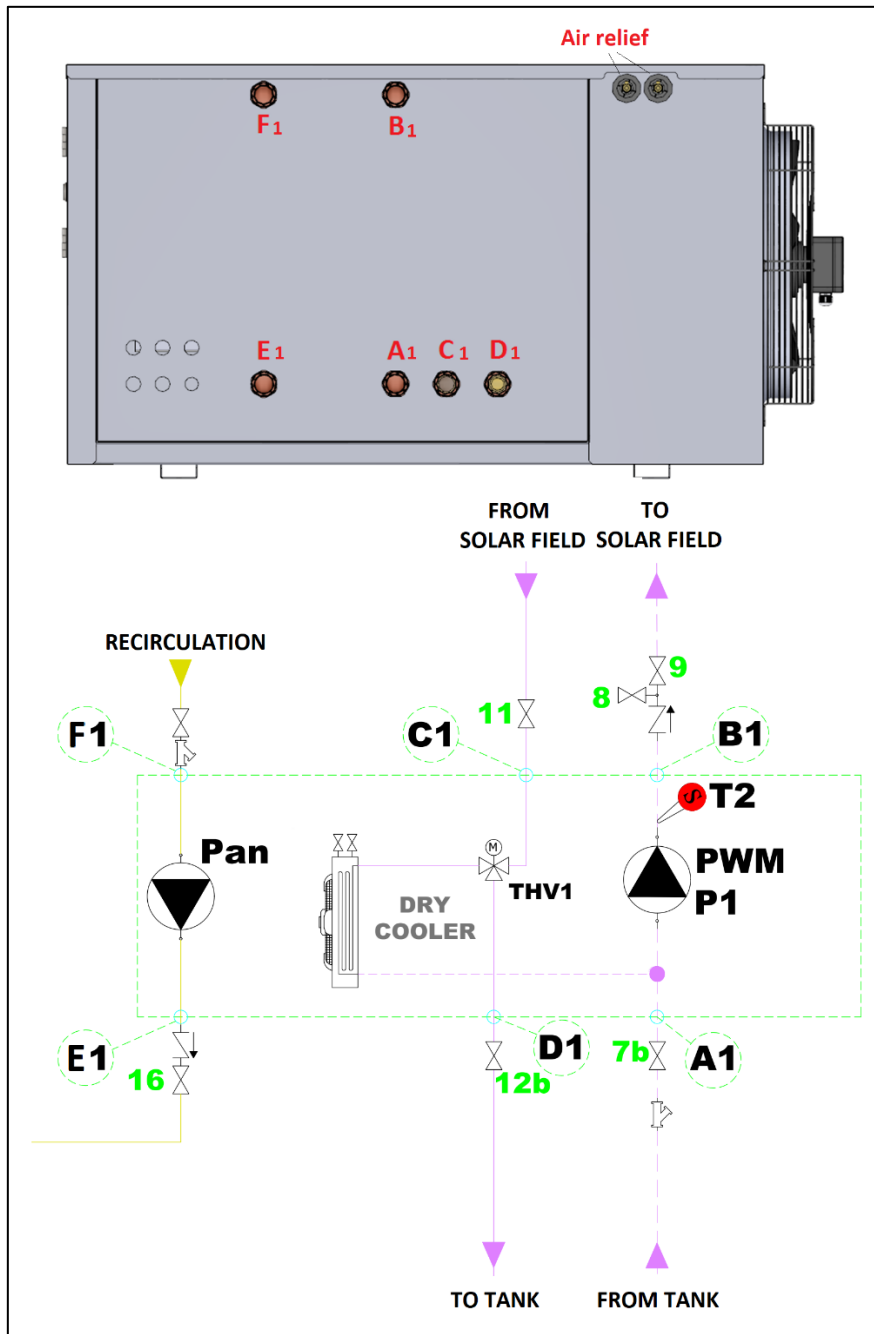 Air relief
F1
B1
E1
A1
C1
D1
FROM
SOLAR FIELD
TO
SOLAR FIELD
RECIRCULATION
9
8
11
F1
C1
B1
S
T2
Pan
M
THV1
PWM
P1
DRY
COOLER
E1
16
D1
12b
7b
A1
TO TANK
FROM TANK